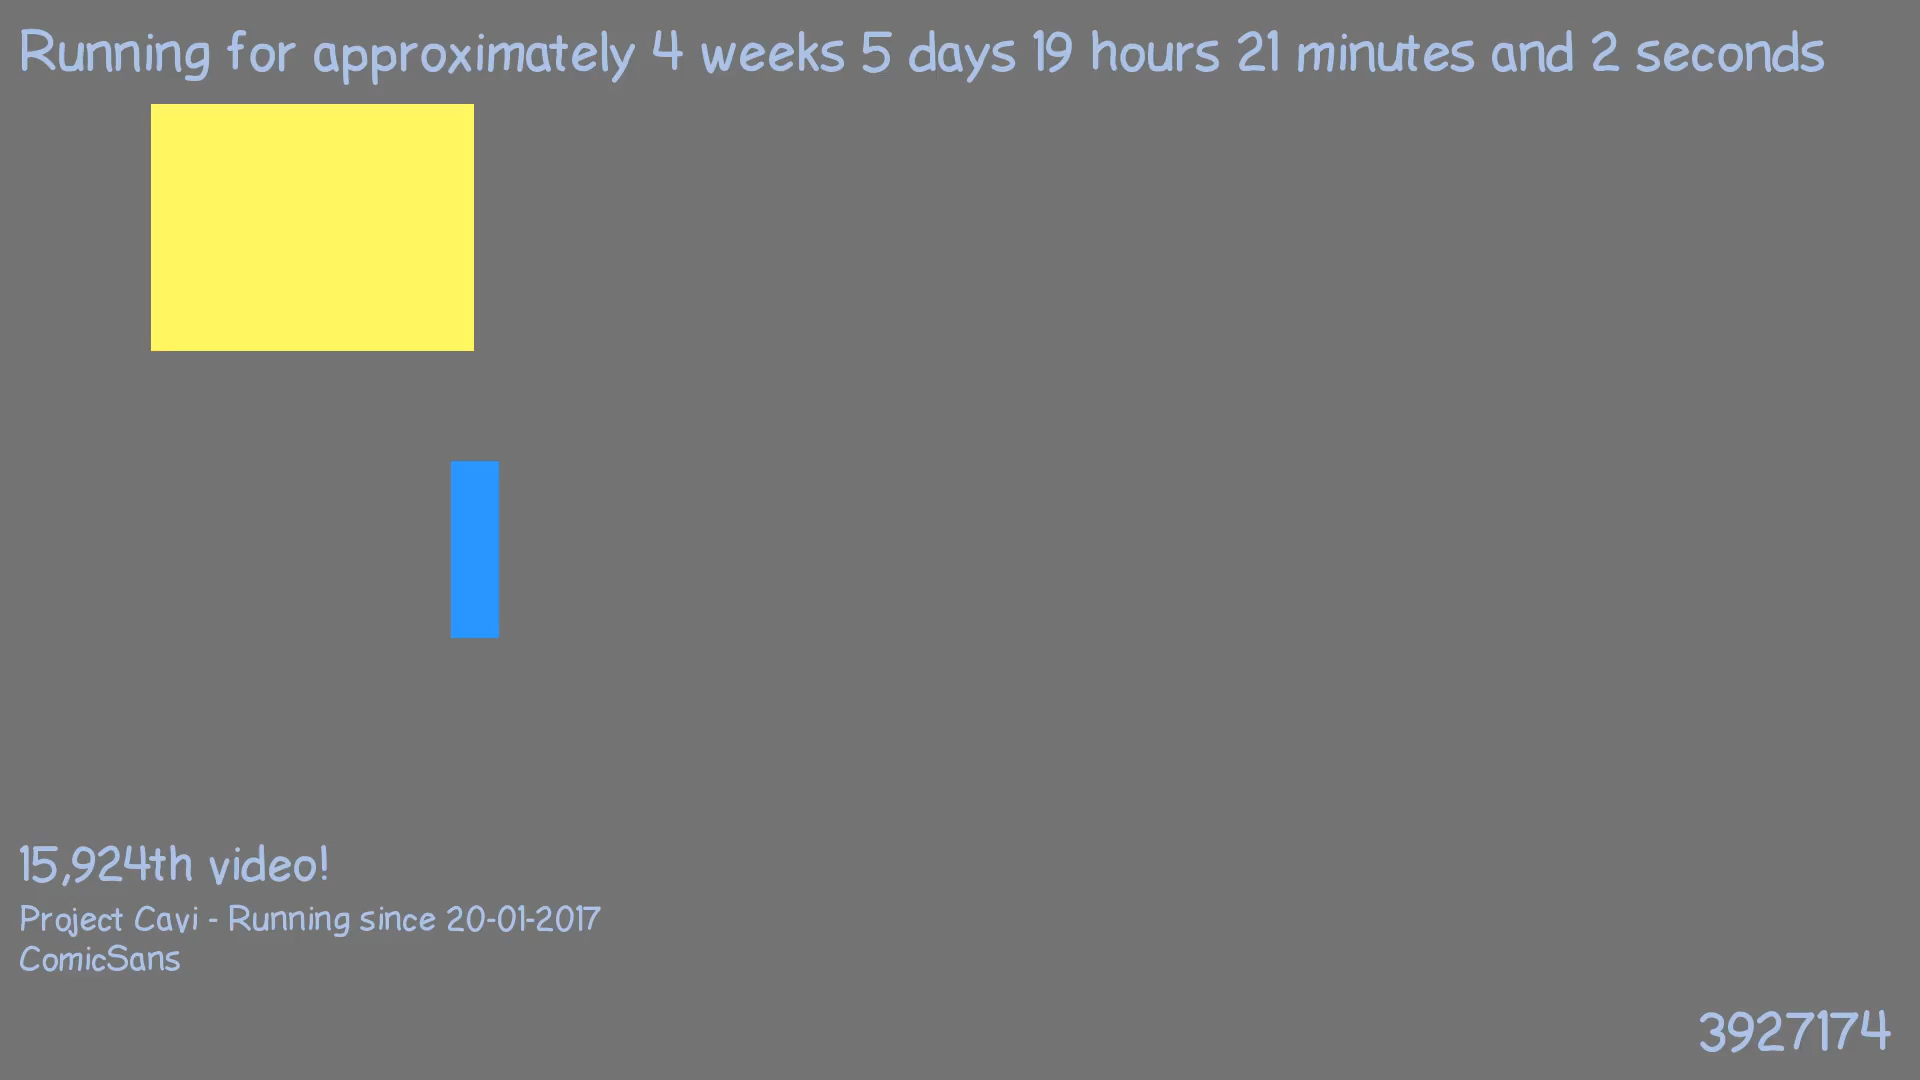 Running for approximately 4 weeks 5 days 19 hours 21 minutes and 2 seconds
15,924th video!
Project Cavi - Running since 20-01-2017
ComicSans
3927174